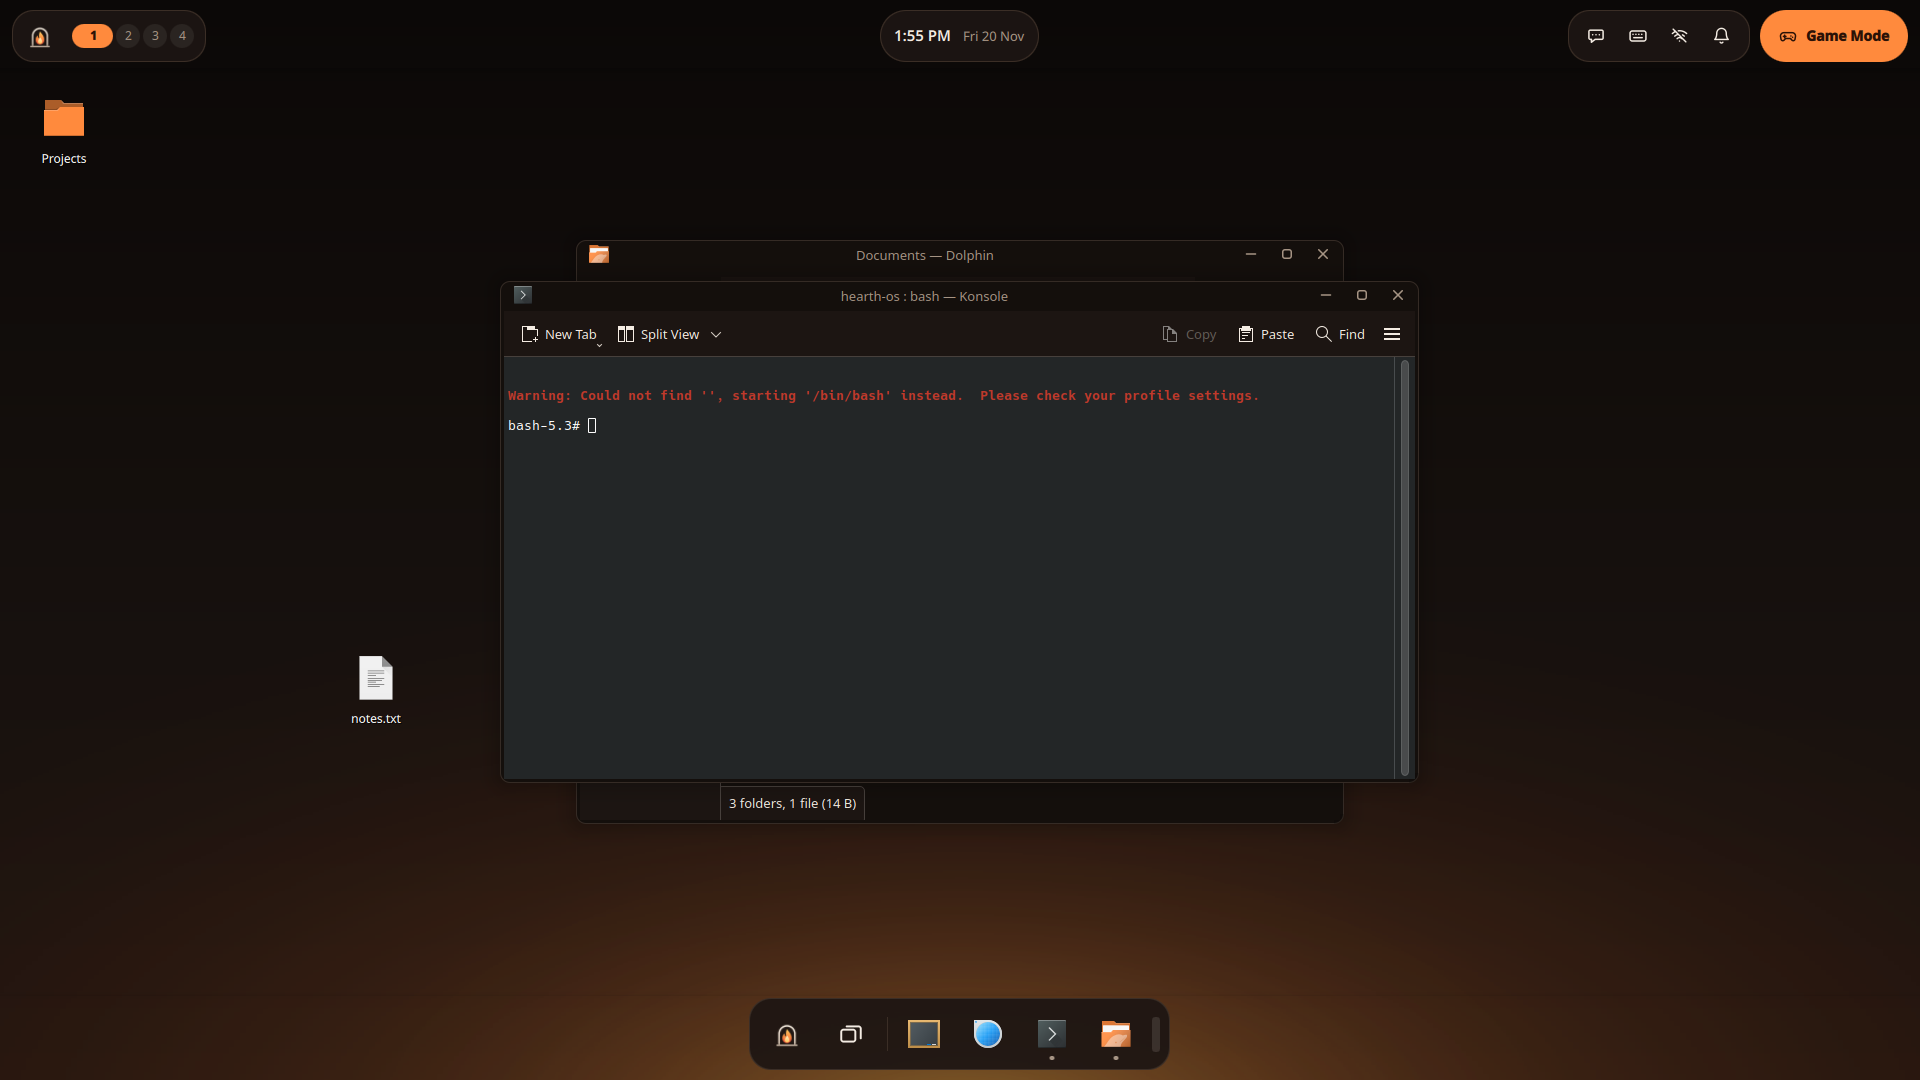 1 2 3 4
1:55 PM Fri 20 Nov
Game Mode
Projects
Documents — Dolphin
hearth-os : bash — Konsole
New Tab Split View Copy Paste Find
Warning: Could not find '', starting '/bin/bash' instead.  Please check your profile settings.
bash-5.3#
notes.txt
3 folders, 1 file (14 B)